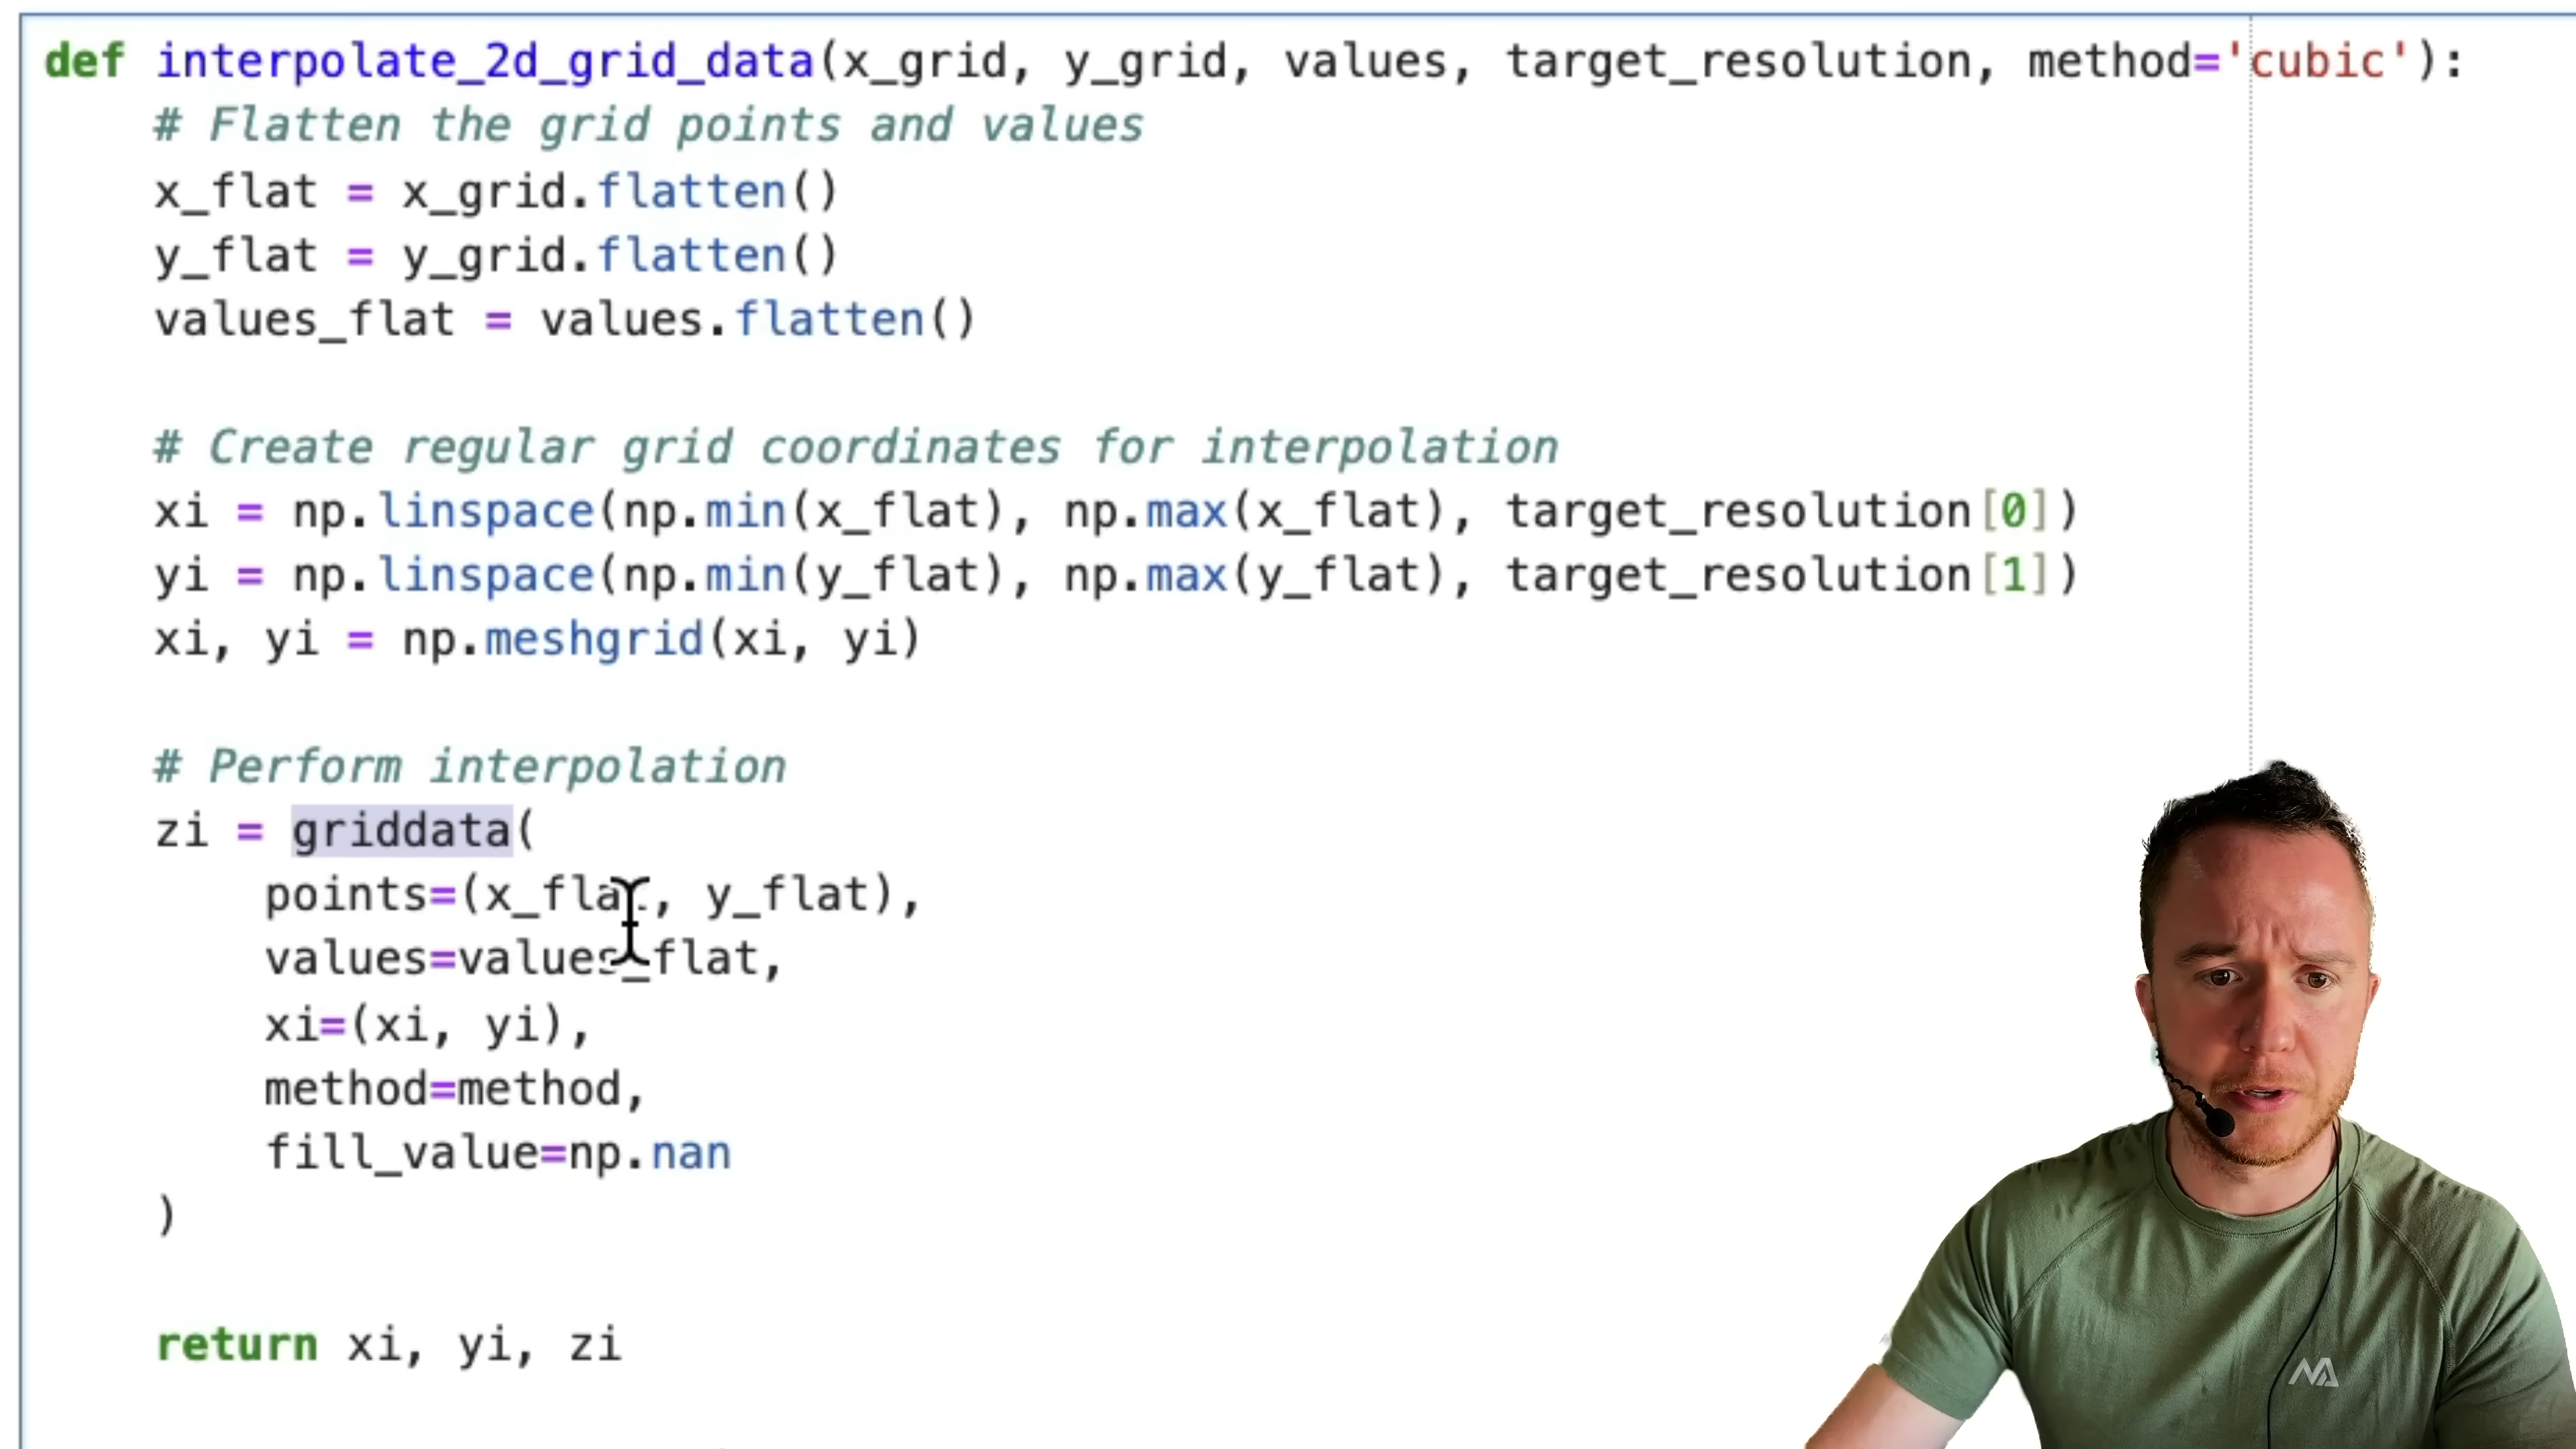 def interpolate_2d_grid_data(x_grid, y_grid, values, target_resolution, method='cubic'):
    # Flatten the grid points and values
    x_flat = x_grid.flatten()
    y_flat = y_grid.flatten()
    values_flat = values.flatten()
    # Create regular grid coordinates for interpolation
    xi = np.linspace(np.min(x_flat), np.max(x_flat), target_resolution[0])
    yi = np.linspace(np.min(y_flat), np.max(y_flat), target_resolution[1])
    xi, yi = np.meshgrid(xi, yi)
    # Perform interpolation
    zi = griddata(
        points=(x_flat, y_flat),
        values=values_flat,
        xi=(xi, yi),
        method=method,
        fill_value=np.nan
    )
    return xi, yi, zi